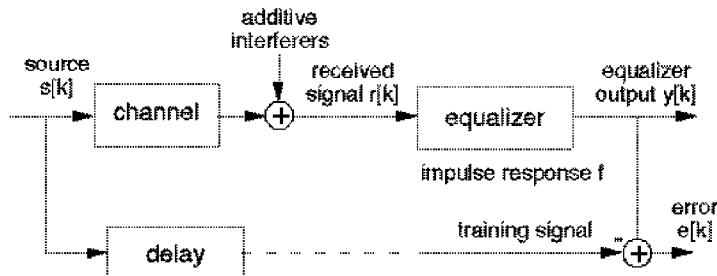 additive
interferers
source
s[k]
received
signal r[k]
equalizer
output y[k]
channel
+
equalizer
impulse response f
training signal
error
e[k]
delay
-
+